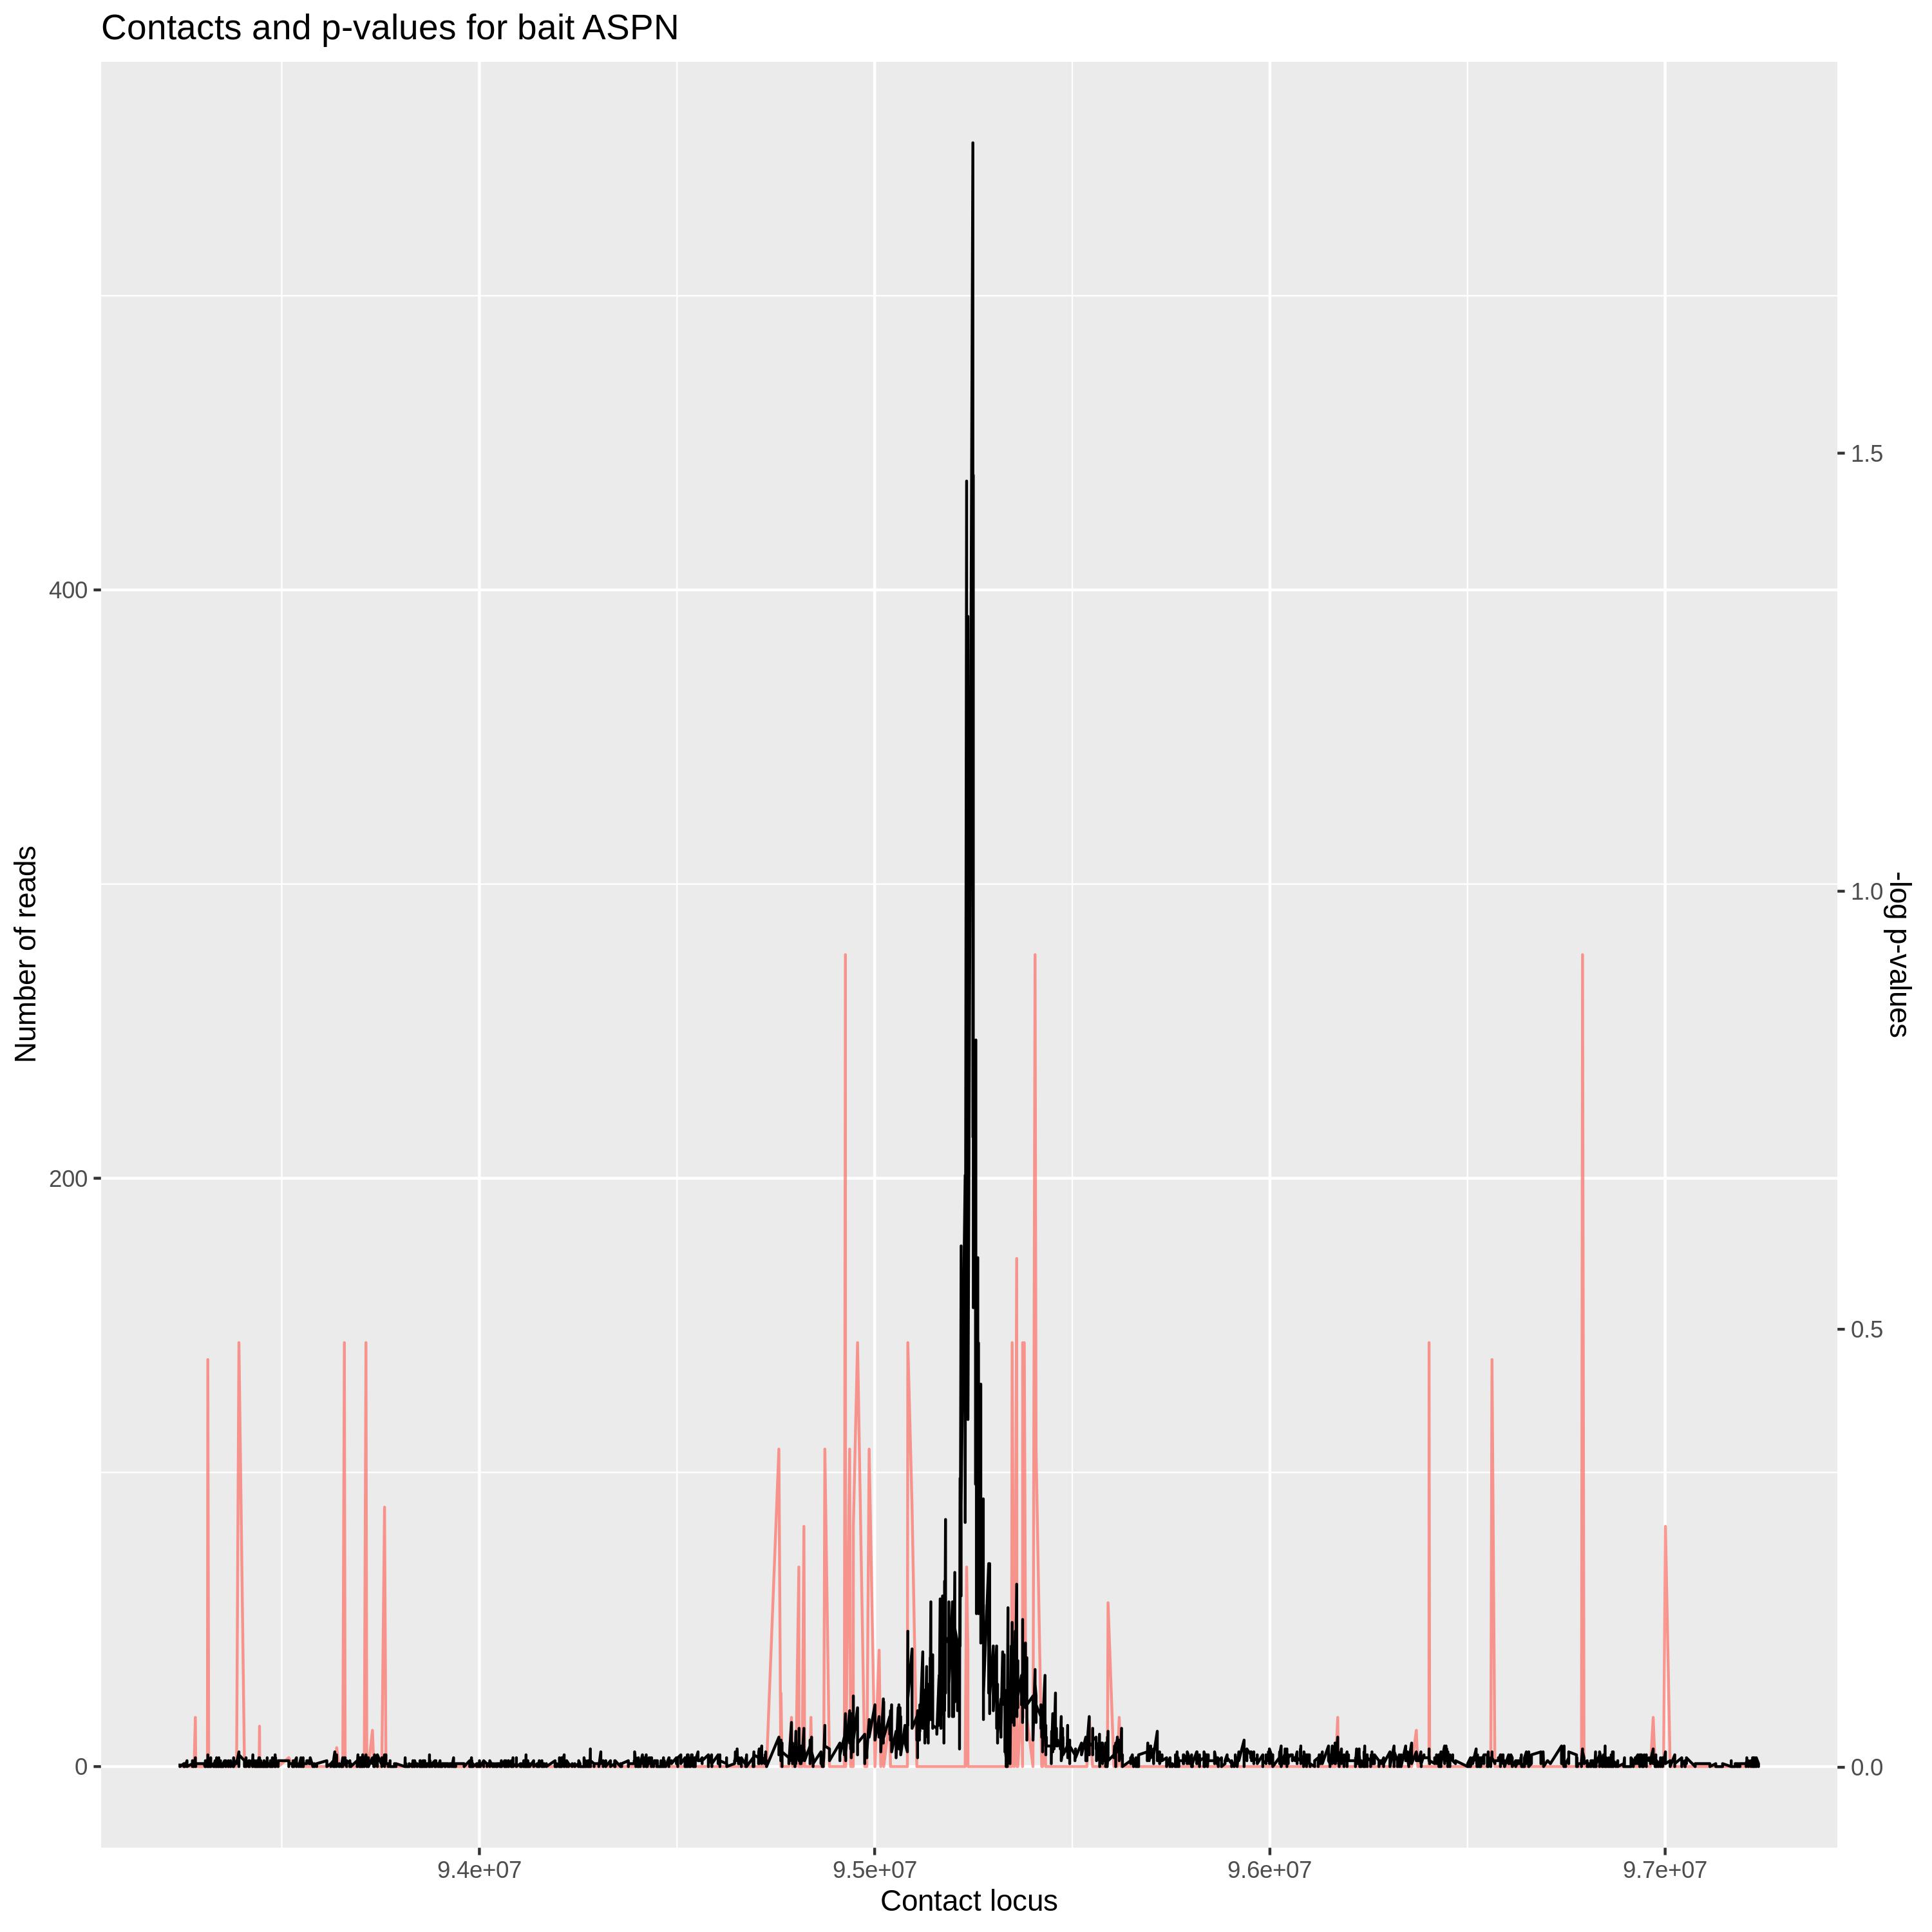 Contacts and p-values for bait ASPN
Number of reads
400
200
0
1.5
1.0
0.5
0.0
-log p-values
9.4e+07
9.5e+07
9.6e+07
9.7e+07
Contact locus